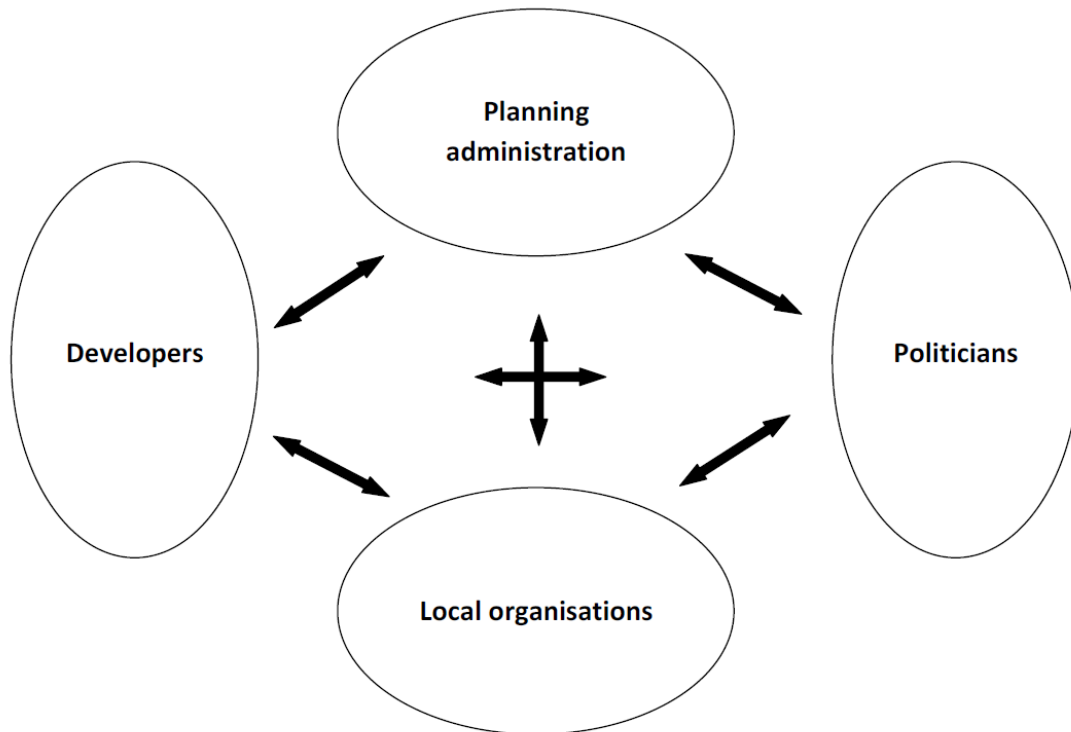 Planning
administration
Developers
Politicians
Local organisations